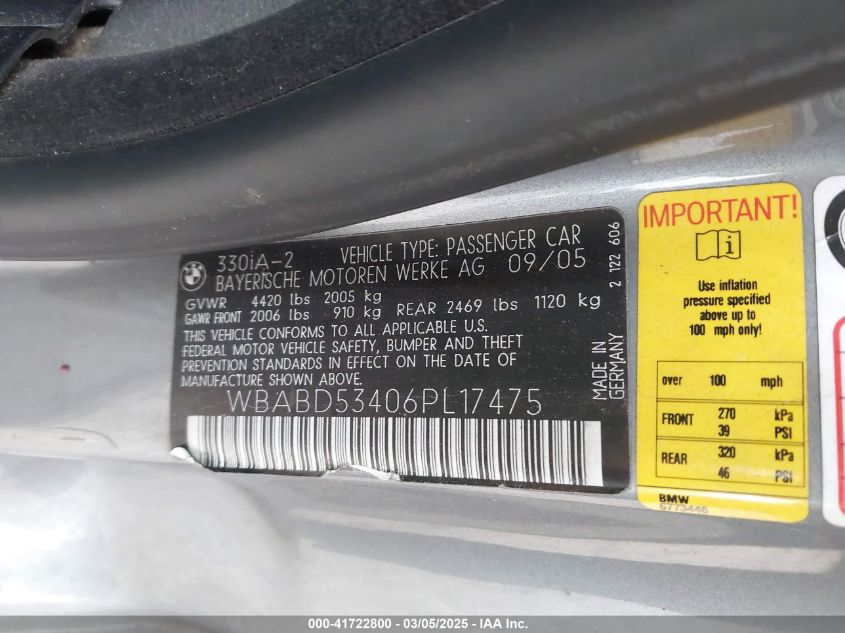 330iA-2 VEHICLE TYPE: PASSENGER CAR
BAYERISCHE MOTOREN WERKE AG 09/05
GVWR 4420 lbs 2005 kg
GAWR FRONT 2006 lbs 910 kg REAR 2469 lbs 1120 kg
THIS VEHICLE CONFORMS TO ALL APPLICABLE U.S.
FEDERAL MOTOR VEHICLE SAFETY, BUMPER AND THEFT
PREVENTION STANDARDS IN EFFECT ON THE DATE OF
MANUFACTURE SHOWN ABOVE.
WBABD53406PL17475
MADE IN
GERMANY
2 122 606
IMPORTANT!
Use inflation
pressure specified
above up to
100 mph only!
over 100 mph
FRONT 270 kPa
39 PSI
REAR 320 kPa
46 PSI
BMW
6773446
000-41722800 - 03/05/2025 - IAA Inc.